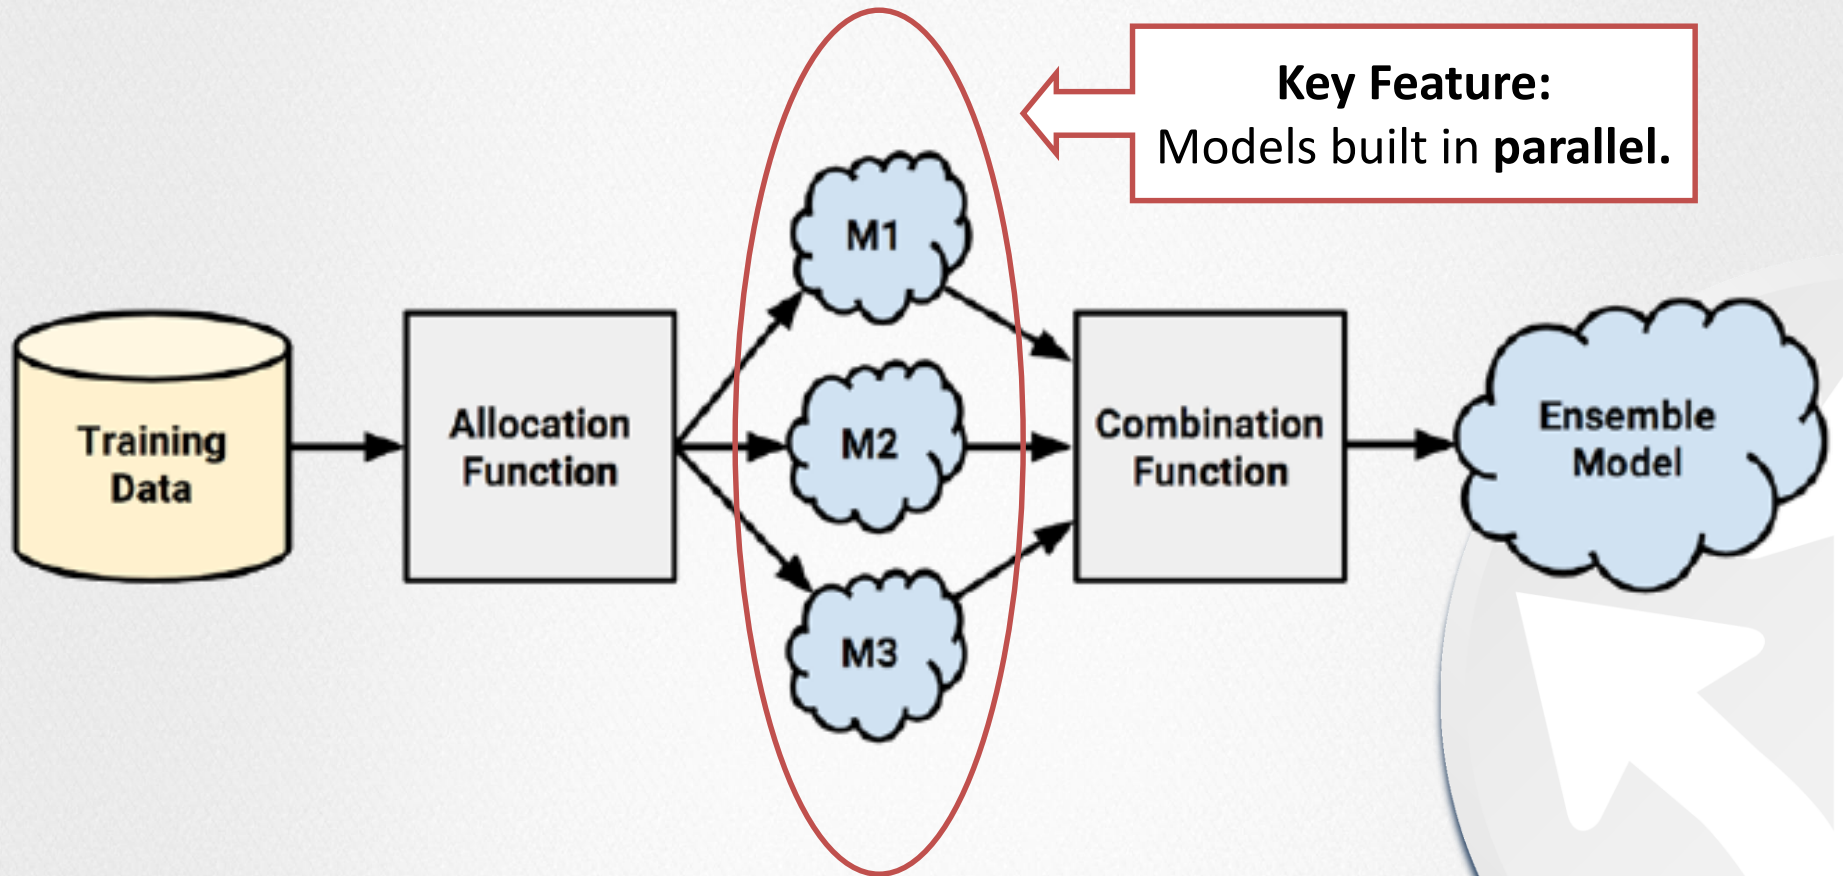 Key Feature:
Models built in parallel.
M1
Training
Data
Allocation
Function
M2
Combination
Function
Ensemble
Model
M3